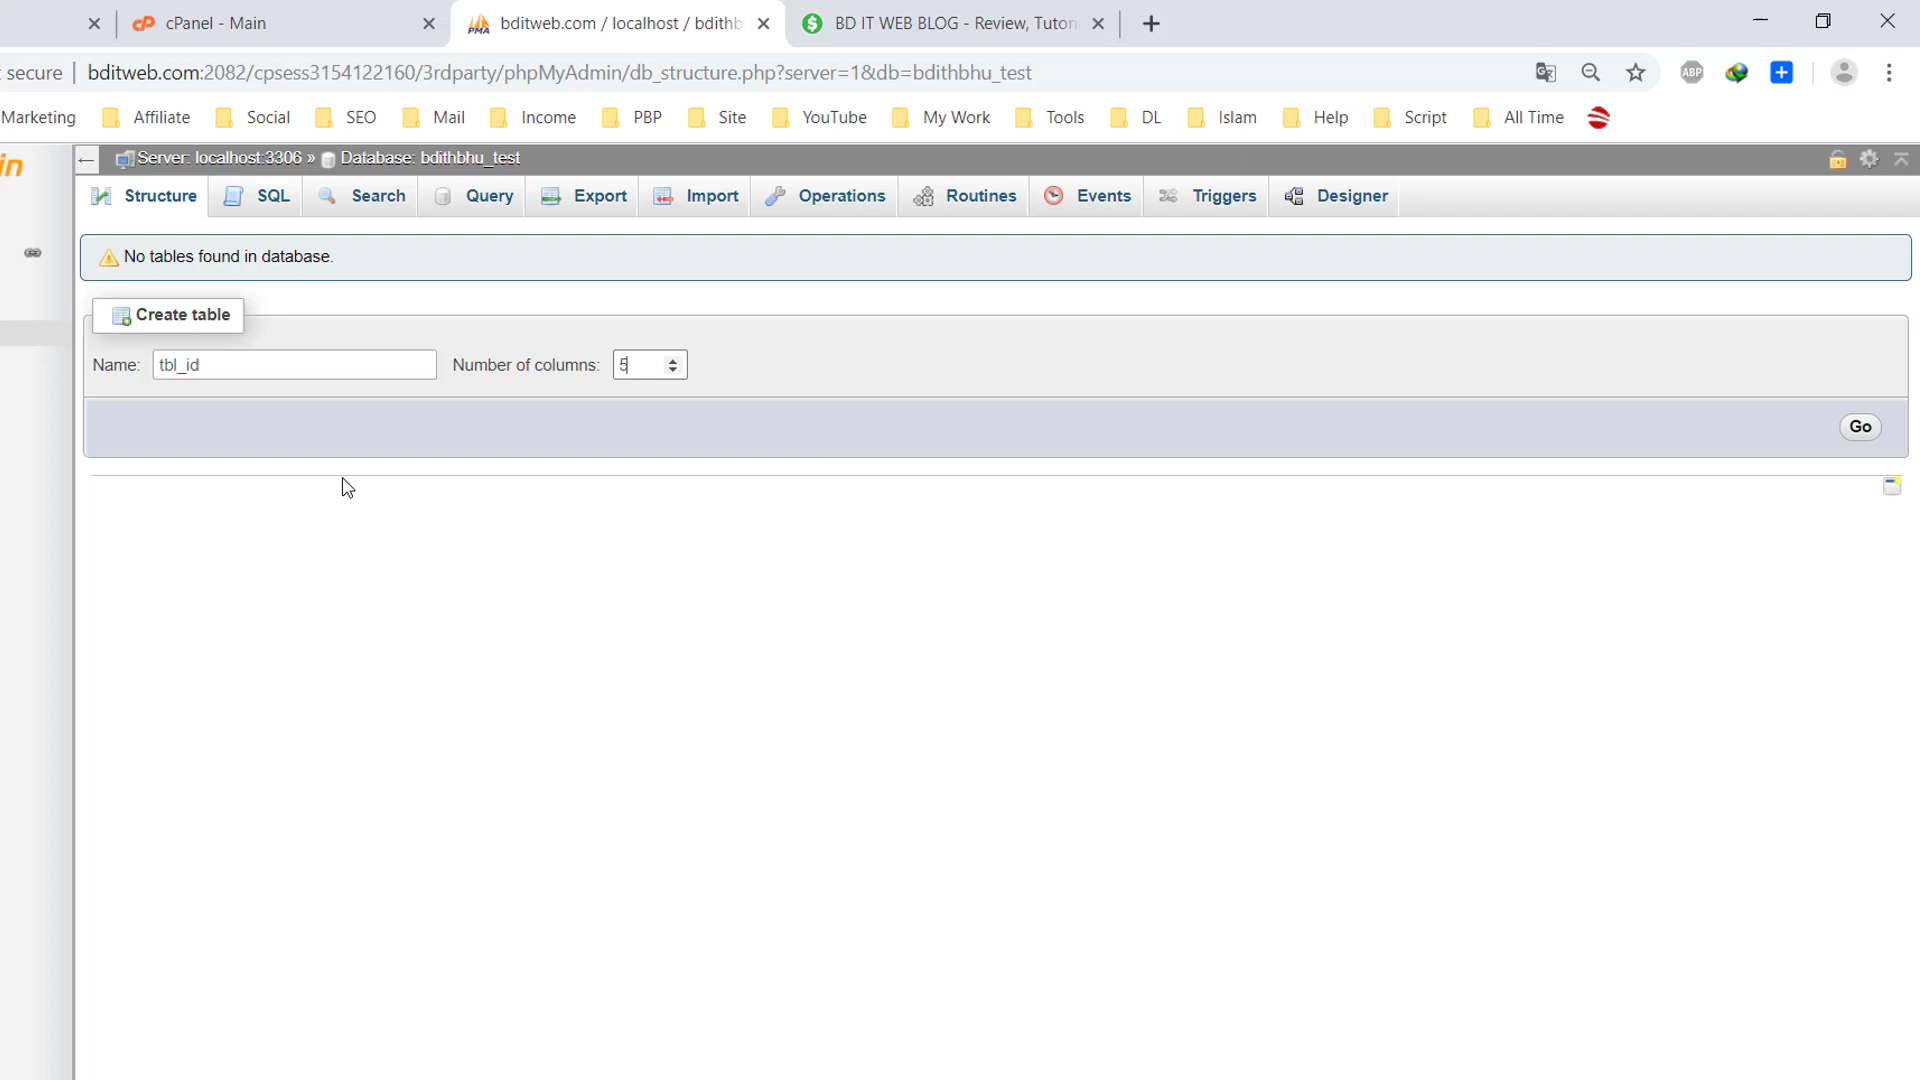 cPanel - Main
bditweb.com / localhost / bdithb
BD IT WEB BLOG - Review, Tutori
secure
bditweb.com:2082/cpsess3154122160/3rdparty/phpMyAdmin/db_structure.php?server=1&db=bdithbhu_test
ABP
Marketing Affiliate Social SEO Mail Income PBP Site YouTube My Work Tools DL Islam Help Script All Time
in
Server: localhost:3306 » Database: bdithbhu_test
Structure SQL Search Query Export Import Operations Routines Events Triggers Designer
No tables found in database.
Create table
Name: tbl_id Number of columns: 5
Go